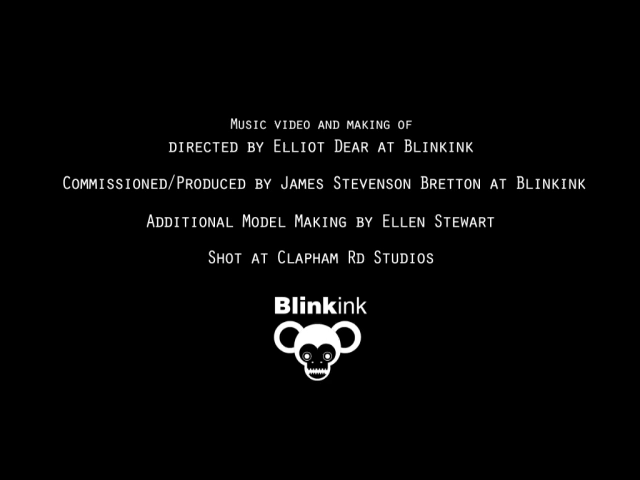 Music video and making of
directed by Elliot Dear at Blinkink
Commissioned/Produced by James Stevenson Bretton at Blinkink
Additional Model Making by Ellen Stewart
Shot at Clapham Rd Studios
Blinkink